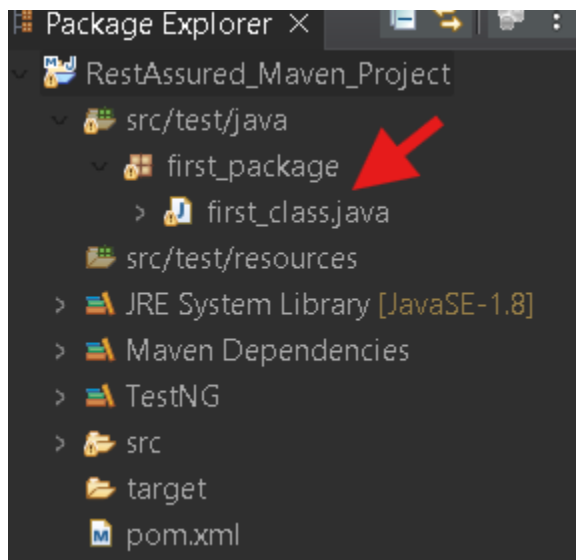 Package Explorer ×
RestAssured_Maven_Project
src/test/java
first_package
first_class.java
src/test/resources
JRE System Library [JavaSE-1.8]
Maven Dependencies
TestNG
src
target
pom.xml